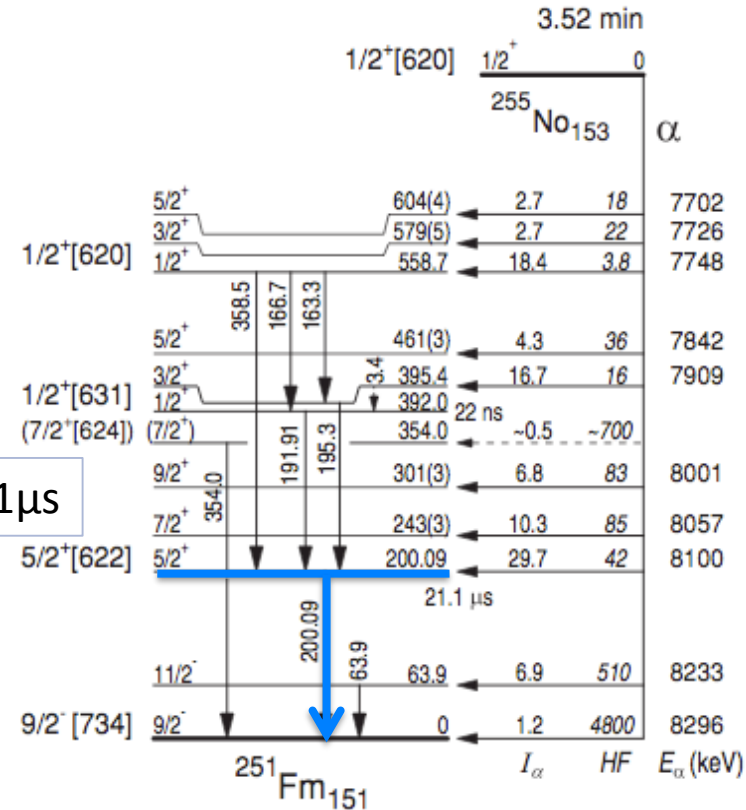 3.52 min
1/2⁺[620] 1/2⁺ 0
²⁵⁵No₁₅₃ α
5/2⁺ 604(4) 2.7 18 7702
3/2⁺ 579(5) 2.7 22 7726
1/2⁺[620] 1/2⁺ 558.7 18.4 3.8 7748
358.5 166.7 163.3
5/2⁺ 461(3) 4.3 36 7842
3/2⁺ 3.4 395.4 16.7 16 7909
1/2⁺[631] 1/2⁺ 392.0
22 ns
(7/2⁺[624]) (7/2⁺) 354.0 ~0.5 ~700
354.0 191.91 195.3
9/2⁺ 301(3) 6.8 83 8001
1µs
7/2⁺ 243(3) 10.3 85 8057
5/2⁺[622] 5/2⁺ 200.09 29.7 42 8100
21.1 µs
200.09 63.9
11/2⁻ 63.9 6.9 510 8233
9/2⁻[734] 9/2⁻ 0 1.2 4800 8296
²⁵¹Fm₁₅₁ Iα HF Eα (keV)